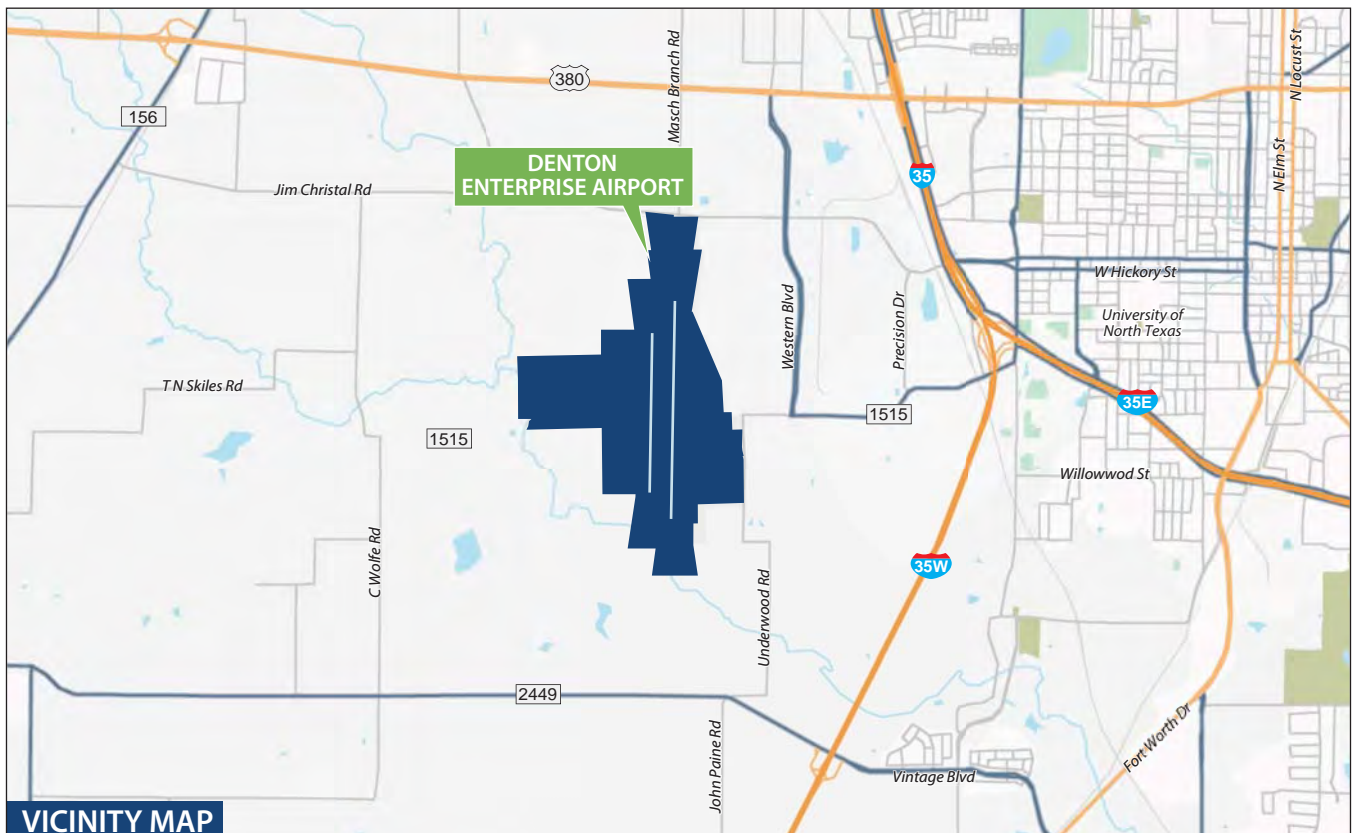 Masch Branch Rd
N Locust St
380
156
DENTON
ENTERPRISE AIRPORT
35
N Elm St
Jim Christal Rd
W Hickory St
University of
North Texas
Western Blvd
Precision Dr
T N Skiles Rd
35E
1515
1515
Willowwod St
C Wolfe Rd
35W
Underwood Rd
2449
John Paine Rd
Fort Worth Dr
Vintage Blvd
VICINITY MAP